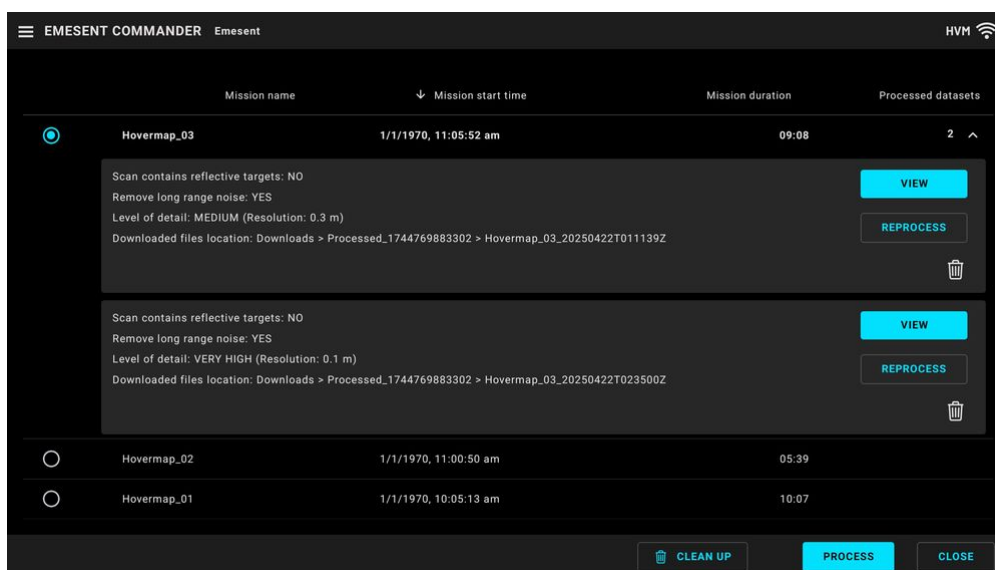 EMESENT COMMANDER Emesent HVM
Mission name Mission start time Mission duration Processed datasets
Hovermap_03 1/1/1970, 11:05:52 am 09:08 2
Scan contains reflective targets: NO
VIEW
Remove long range noise: YES
Level of detail: MEDIUM (Resolution: 0.3 m)
REPROCESS
Downloaded files location: Downloads > Processed_1744769883302 > Hovermap_03_20250422T011139Z
Scan contains reflective targets: NO
VIEW
Remove long range noise: YES
Level of detail: VERY HIGH (Resolution: 0.1 m)
REPROCESS
Downloaded files location: Downloads > Processed_1744769883302 > Hovermap_03_20250422T023500Z
Hovermap_02 1/1/1970, 11:00:50 am 05:39
Hovermap_01 1/1/1970, 10:05:13 am 10:07
CLEAN UP PROCESS CLOSE